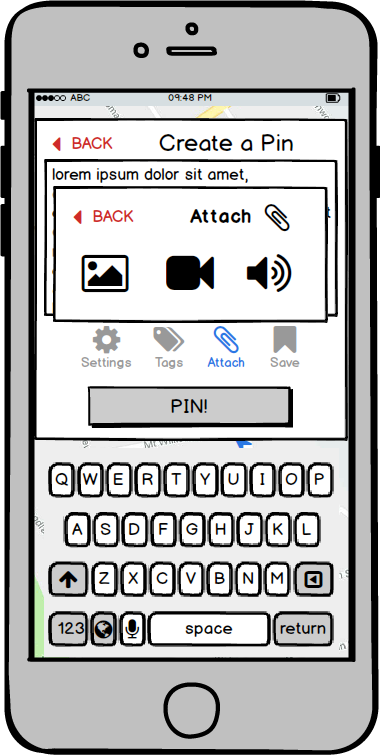 ABC 09:48 PM
BACK Create a Pin
lorem ipsum dolor sit amet,
BACK Attach
Settings Tags Attach Save
PIN!
Q W E R T Y U I O P
A S D F G H J K L
Z X C V B N M
123 space return